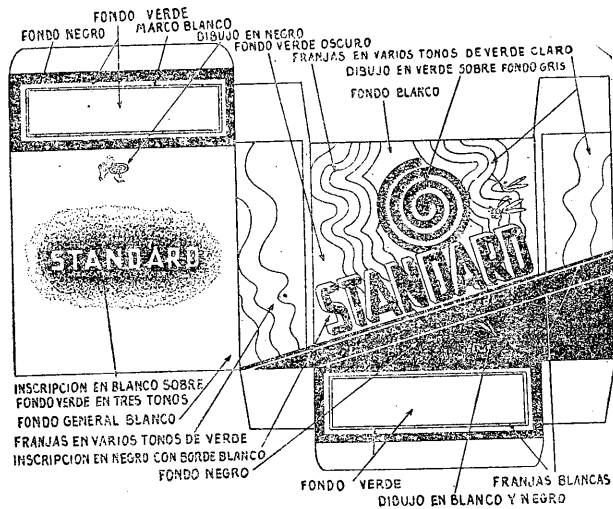 FONDO VERDE
FONDO NEGRO
MARCO BLANCO
DIBUJO EN NEGRO
FONDO VERDE OSCURO
FRANJAS EN VARIOS TONOS DE VERDE CLARO
DIBUJO EN VERDE SOBRE FONDO GRIS
FONDO BLANCO
STANDARD
STANDARD
INSCRIPCION EN BLANCO SOBRE
FONDO VERDE EN TRES TONOS
FONDO GENERAL BLANCO
FRANJAS EN VARIOS TONOS DE VERDE
INSCRIPCION EN NEGRO CON BORDE BLANCO
FONDO NEGRO
FONDO VERDE
FRANJAS BLANCAS
DIBUJO EN BLANCO Y NEGRO